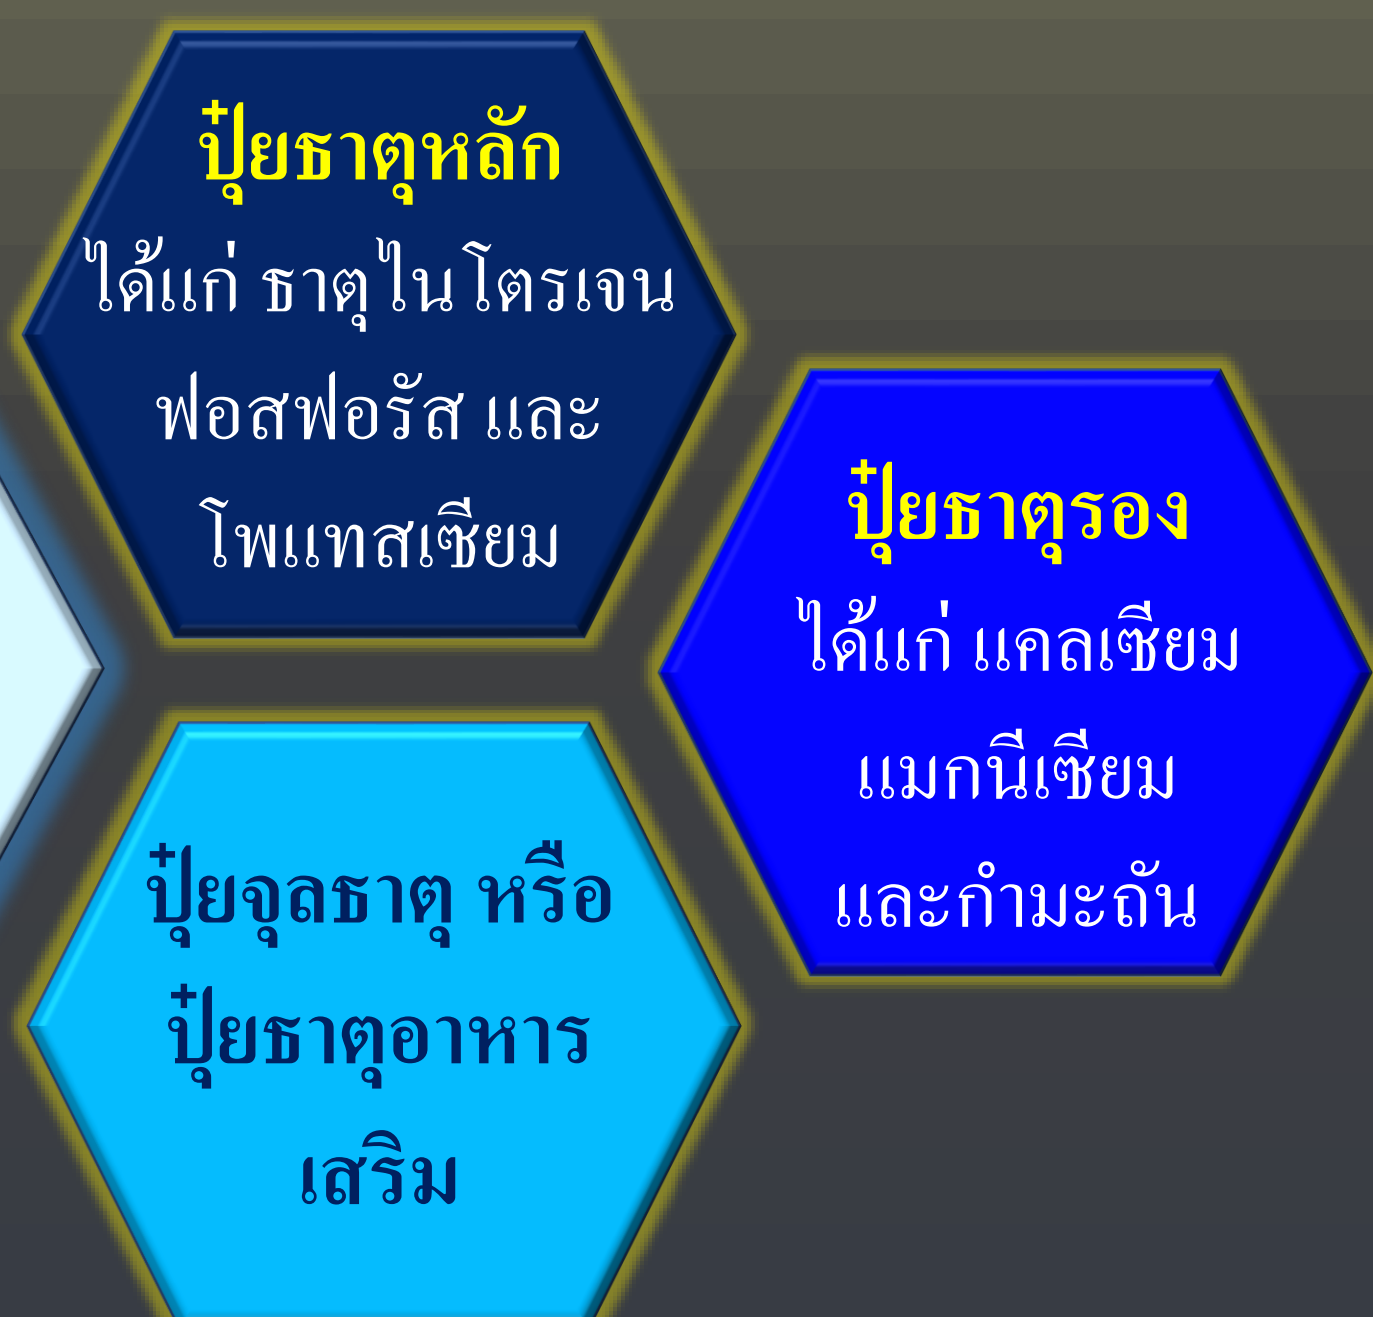 ปุ๋ยธาตุหลัก
ได้แก่ ธาตุไนโตรเจน
ฟอสฟอรัส และ
โพแทสเซียม
ปุ๋ยธาตุรอง
ได้แก่ แคลเซียม
แมกนีเซียม
และกำมะถัน
ปุ๋ยจุลธาตุ หรือ
ปุ๋ยธาตุอาหาร
เสริม